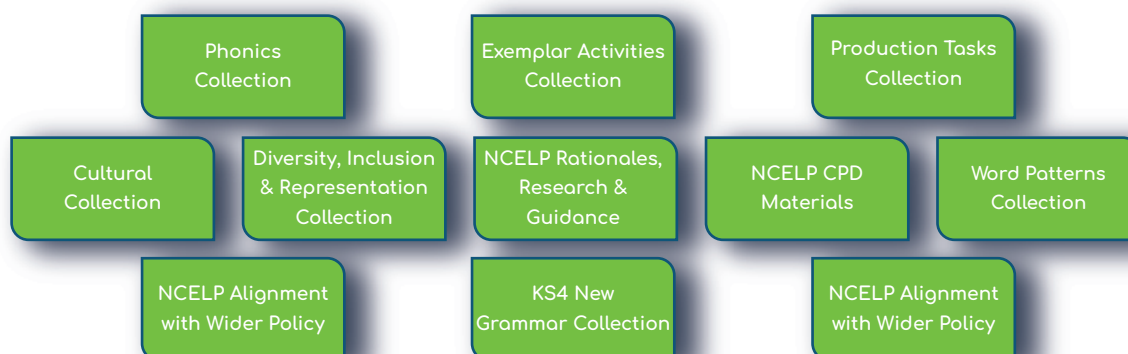 Phonics
Collection
Exemplar Activities
Collection
Production Tasks
Collection
Cultural
Collection
Diversity, Inclusion
& Representation
Collection
NCELP Rationales,
Research &
Guidance
NCELP CPD
Materials
Word Patterns
Collection
NCELP Alignment
with Wider Policy
KS4 New
Grammar Collection
NCELP Alignment
with Wider Policy